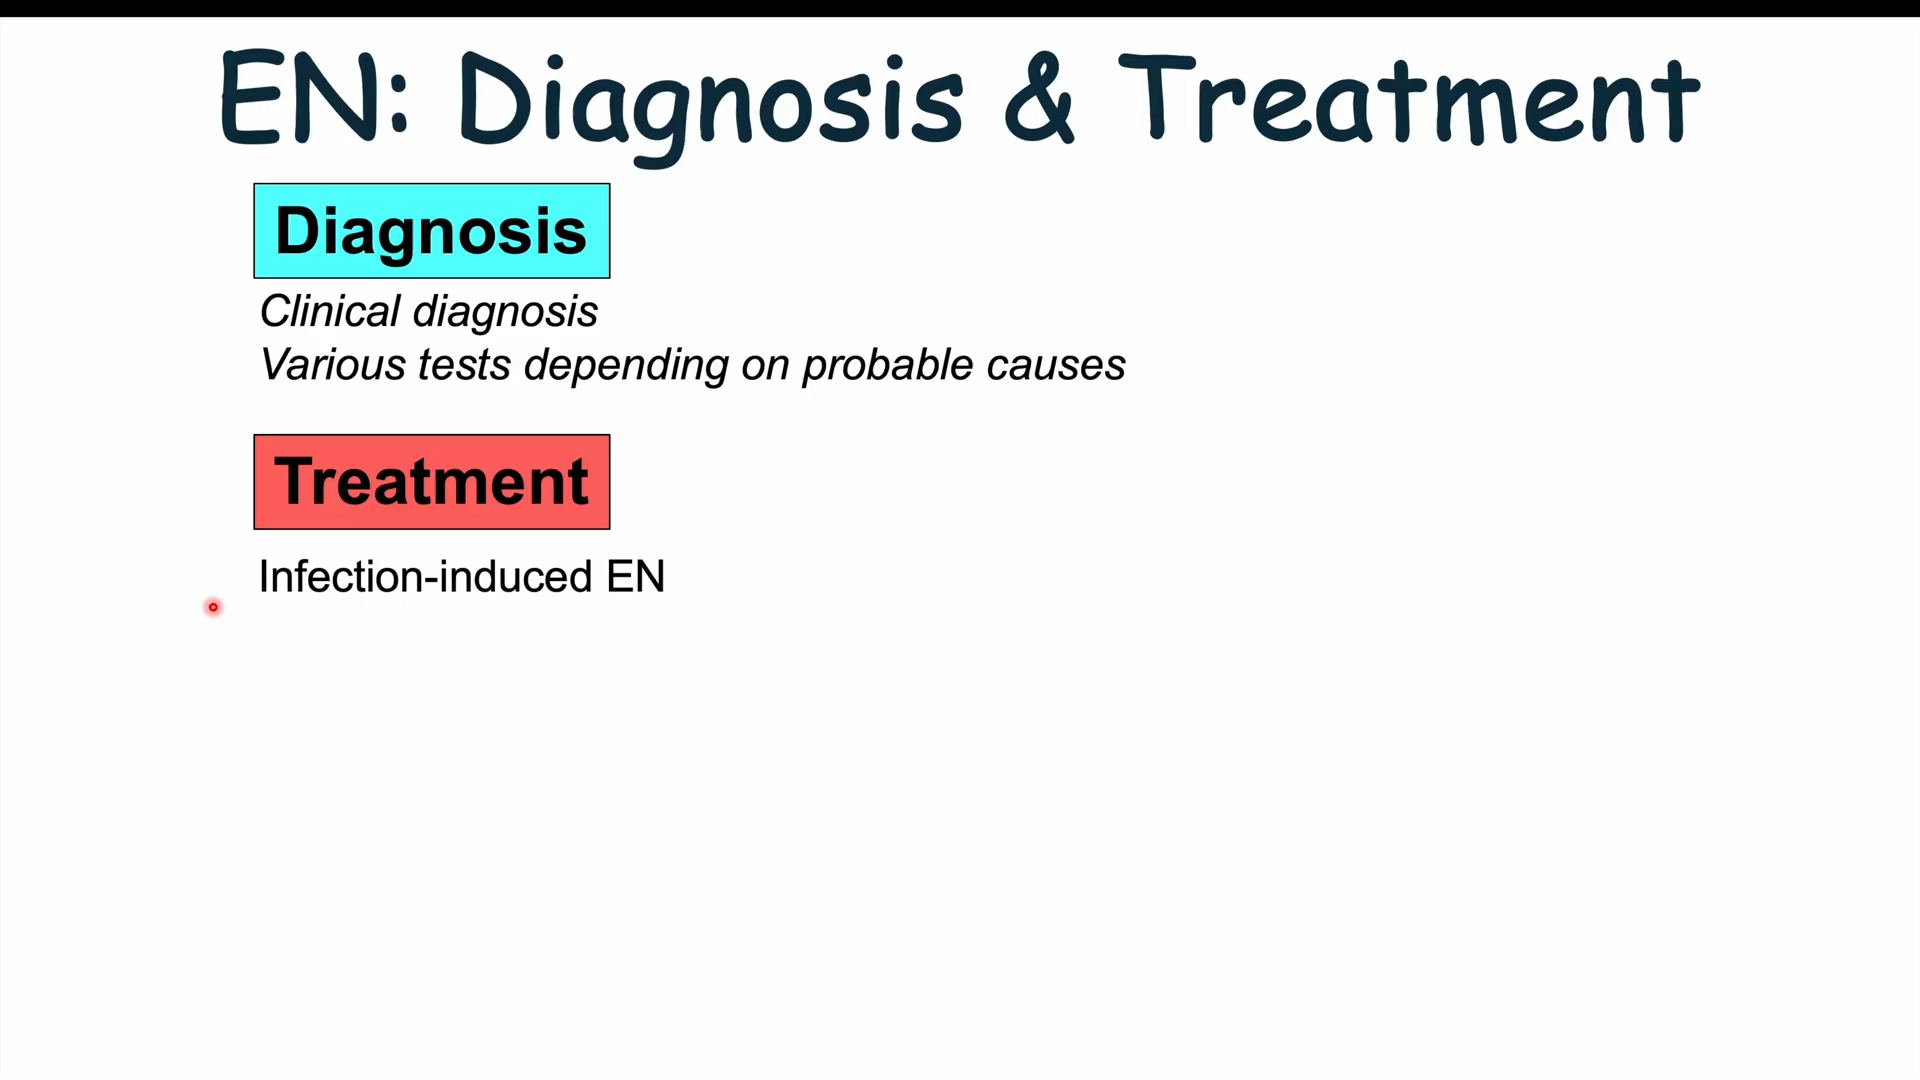 EN: Diagnosis & Treatment
Diagnosis
Clinical diagnosis
Various tests depending on probable causes
Treatment
Infection-induced EN